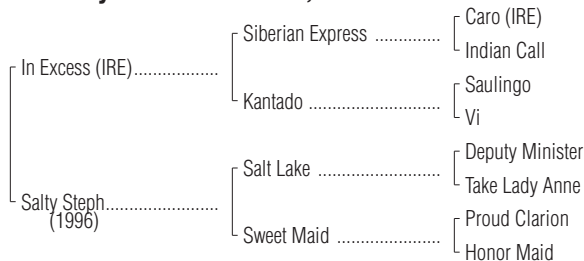 Caro (IRE)
Siberian Express ................
Indian Call
In Excess (IRE)..................
Saulingo
Kantado ...........................
Vi
Deputy Minister
Salt Lake .........................
Take Lady Anne
Salty Steph........................
(1996)
Proud Clarion
Sweet Maid .....................
Honor Maid